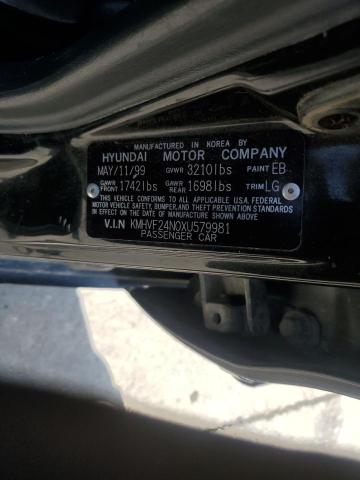 MANUFACTURED IN KOREA BY
HYUNDAI MOTOR COMPANY
MAY/11/99 GVWR 3210lbs PAINT EB
GAWR FRONT 1742lbs GAWR REAR 1698lbs TRIM LG
THIS VEHICLE CONFORMS TO ALL APPLICABLE U.S.A. FEDERAL
MOTOR VEHICLE SAFETY, BUMPER, AND THEFT PREVENTION STANDARDS
IN EFFECT ON THE DATE OF MANUFACTURE SHOWN ABOVE.
V.I.N KMHVF24N0XU579981
PASSENGER CAR